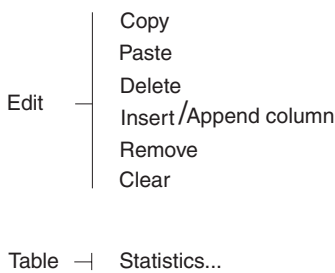 Copy
Paste
Delete
Edit
Insert/Append column
Remove
Clear
Table
Statistics...